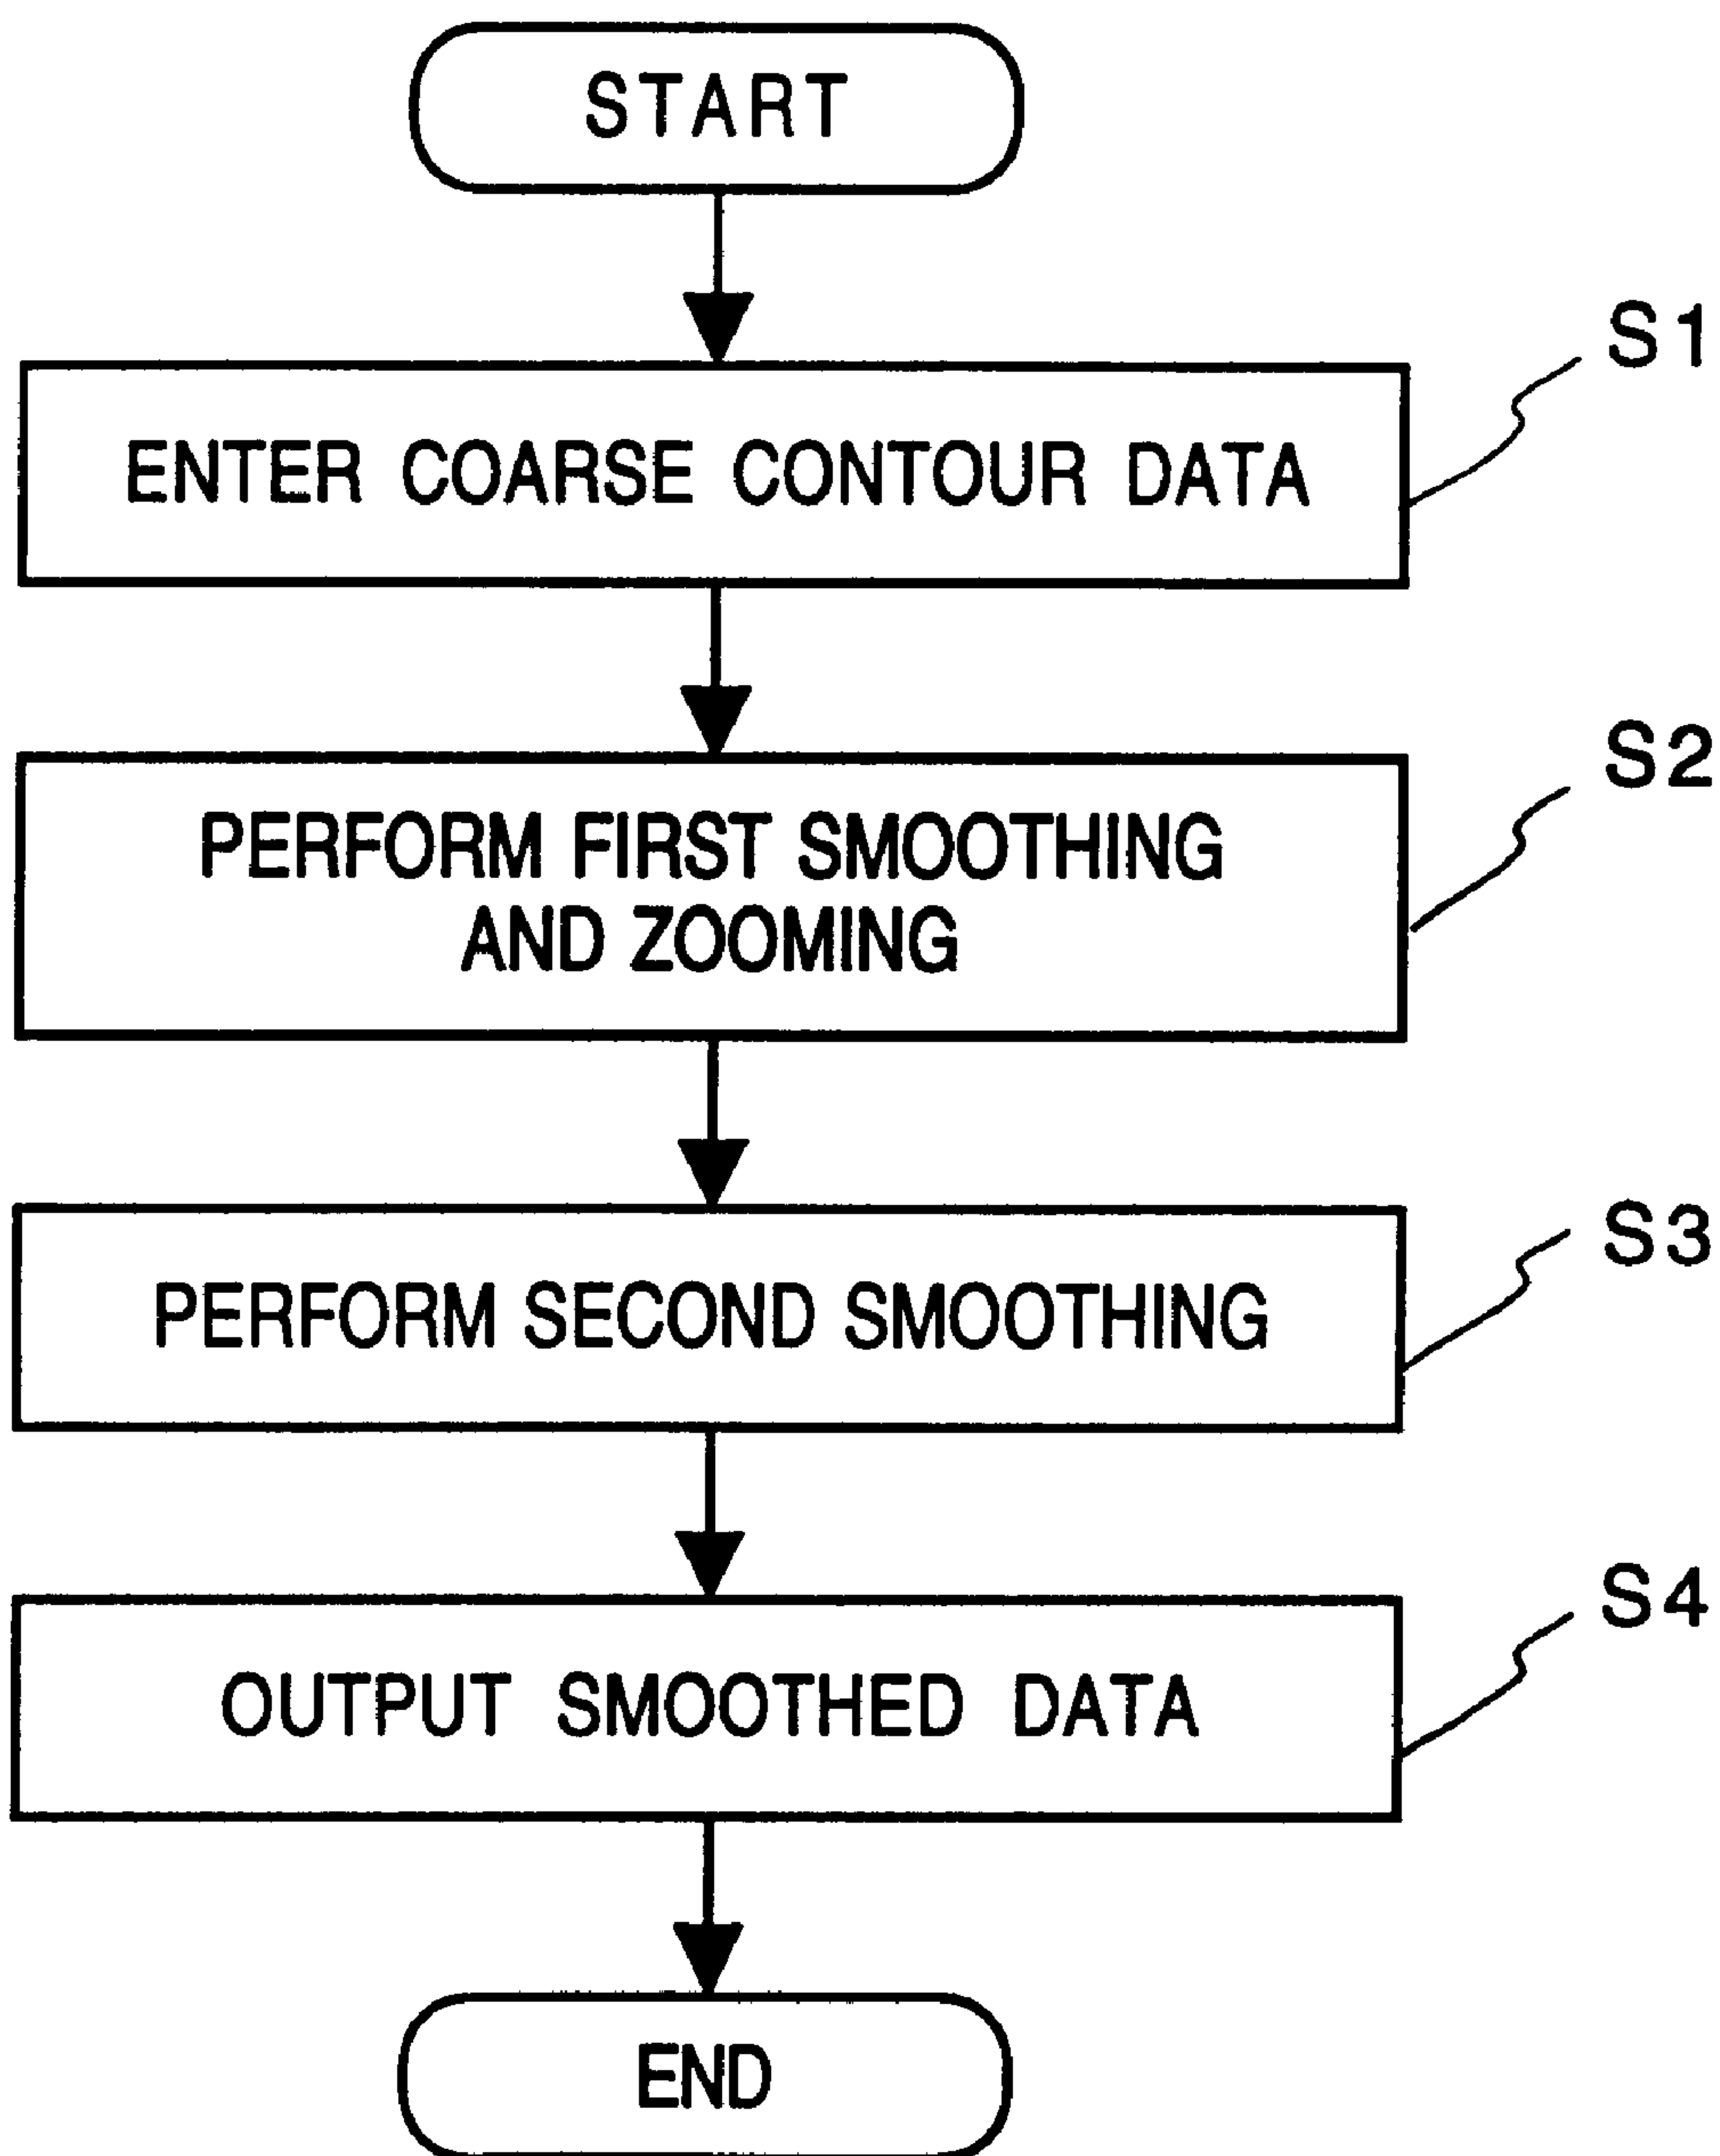 START
S1
ENTER COARSE CONTOUR DATA
S2
PERFORM FIRST SMOOTHING
AND ZOOMING
S3
PERFORM SECOND SMOOTHING
S4
OUTPUT SMOOTHED DATA
END